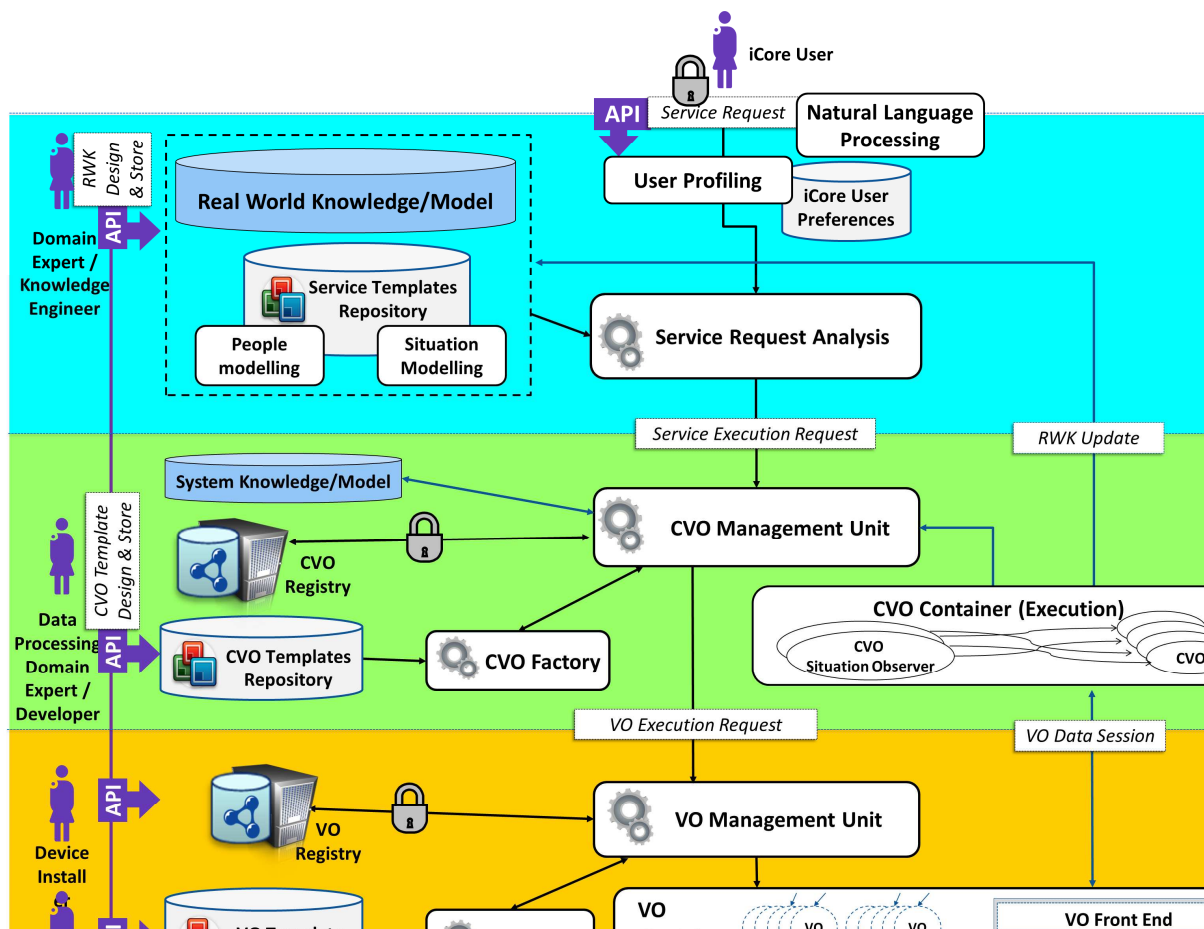 iCore User
API
Service Request
Natural Language
Processing
User Profiling
iCore User
Preferences
RWK
Design
& Store
API
Domain
Expert /
Knowledge
Engineer
Real World Knowledge/Model
Service Templates
Repository
People
modelling
Situation
Modelling
Service Request Analysis
Service Execution Request
RWK Update
System Knowledge/Model
CVO Management Unit
CVO
Registry
CVO Template
Design & Store
API
Data
Processing
Domain
Expert /
Developer
CVO Templates
Repository
CVO Factory
CVO Container (Execution)
CVO
Situation Observer
CVO
VO Execution Request
VO Data Session
API
Device
Install
er
VO
Registry
VO Management Unit
VO
VO
VO
VO Front End